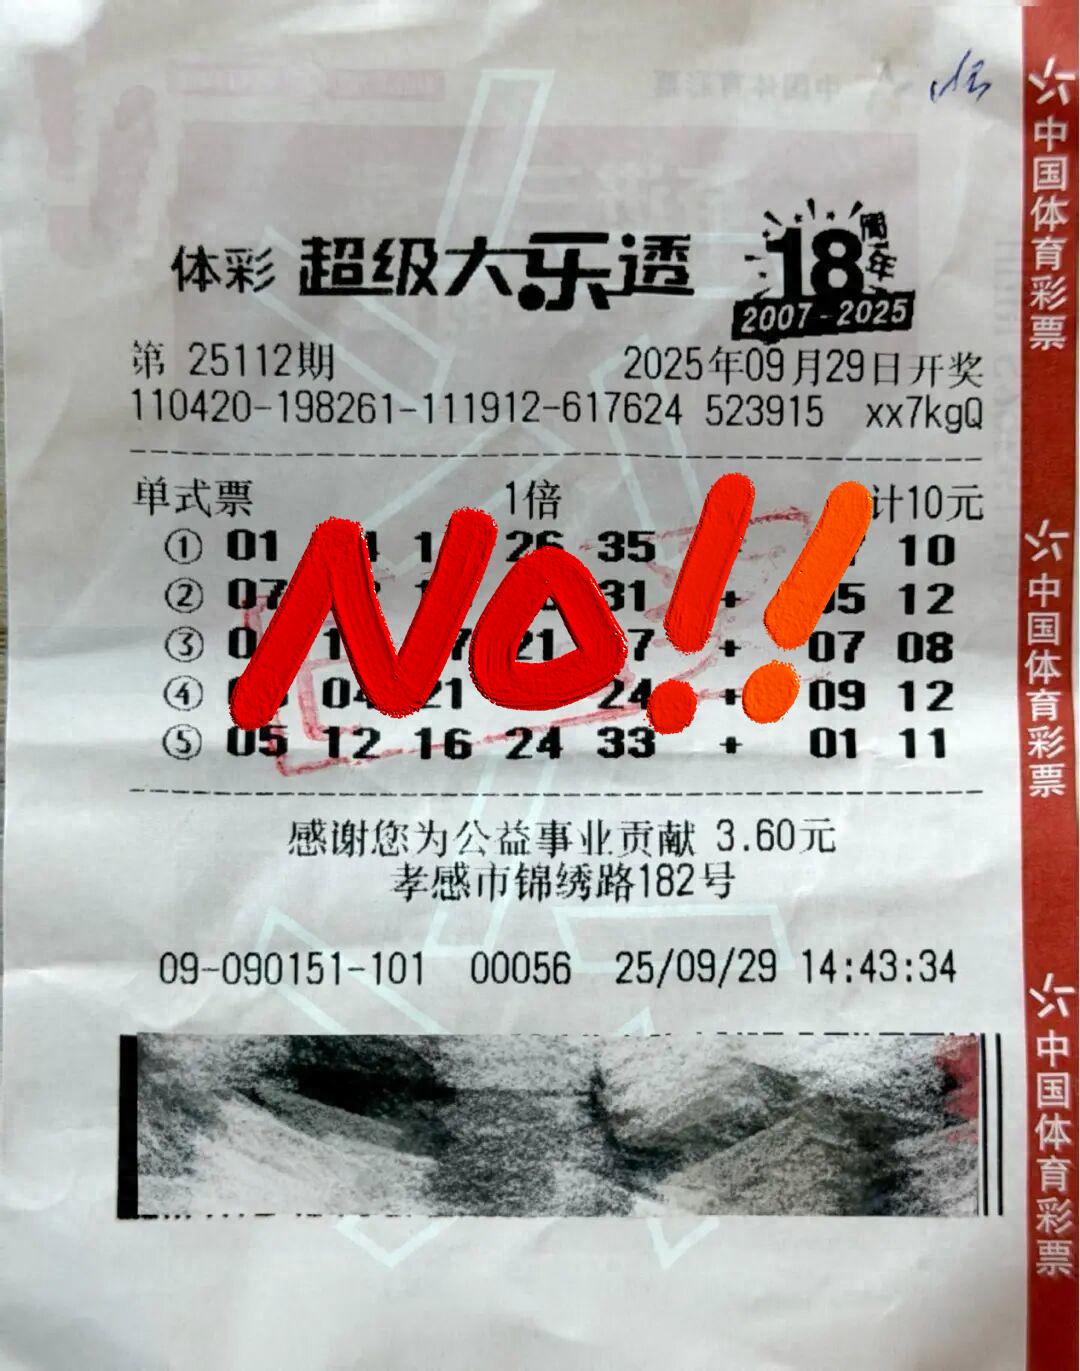 体彩 超级大乐透 18周年
2007-2025
第 25112期 2025年09月29日开奖
110420-198261-111912-617624 523915 xx7kgQ
单式票 1倍 计10元
① 01 26 35 10
② 07 31 + 05 12
③ 21 + 07 08
④ 04 21 24 + 09 12
⑤ 05 12 16 24 33 + 01 11
NO!!
感谢您为公益事业贡献 3.60元
孝感市锦绣路182号
09-090151-101 00056 25/09/29 14:43:34
中国体育彩票
中国体育彩票
中国体育彩票